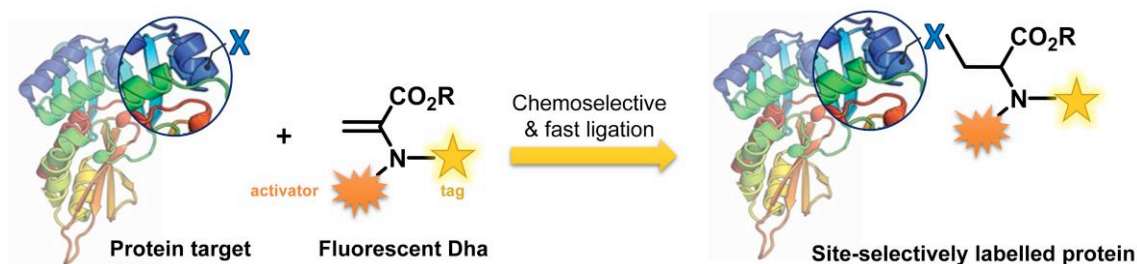 X
CO₂R
N
activator
tag
Protein target
+
Fluorescent Dha
Chemoselective
& fast ligation
X
CO₂R
N
Site-selectively labelled protein